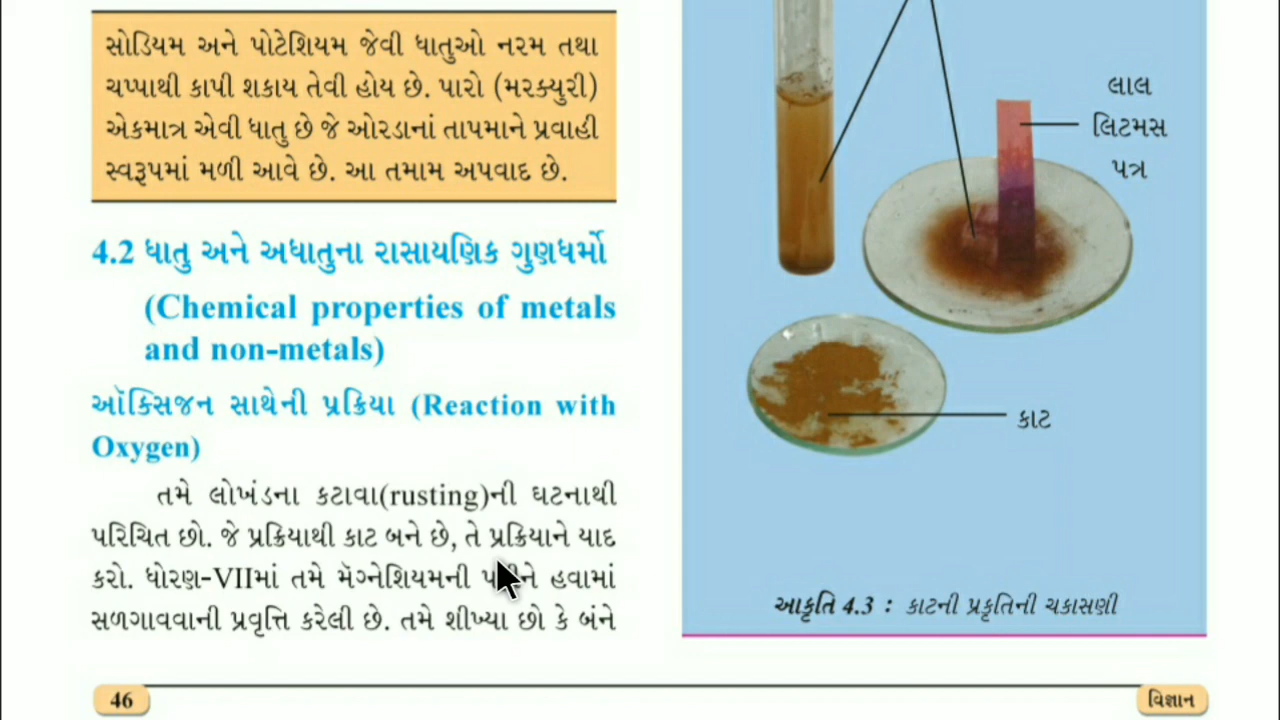 સોડિયમ અને પોટેશિયમ જેવી ધાતુઓ નરમ તથા
ચપ્પાથી કાપી શકાય તેવી હોય છે. પારો (મરક્યુરી)
એકમાત્ર એવી ધાતુ છે જે ઓરડાનાં તાપમાને પ્રવાહી
સ્વરૂપમાં મળી આવે છે. આ તમામ અપવાદ છે.
4.2 ધાતુ અને અધાતુના રાસાયણિક ગુણધર્મો
(Chemical properties of metals
and non-metals)
ઑક્સિજન સાથેની પ્રક્રિયા (Reaction with
Oxygen)
તમે લોખંડના કટાવા(rusting)ની ઘટનાથી
પરિચિત છો. જે પ્રક્રિયાથી કાટ બને છે, તે પ્રક્રિયાને યાદ
કરો. ધોરણ-VIIમાં તમે મૅગ્નેશિયમની હવામાં
સળગાવવાની પ્રવૃત્તિ કરેલી છે. તમે શીખ્યા છો કે બંને
લાલ
લિટમસ
પત્ર
કાટ
આકૃતિ 4.3 : કાટની પ્રકૃતિની ચકાસણી
46
વિજ્ઞાન